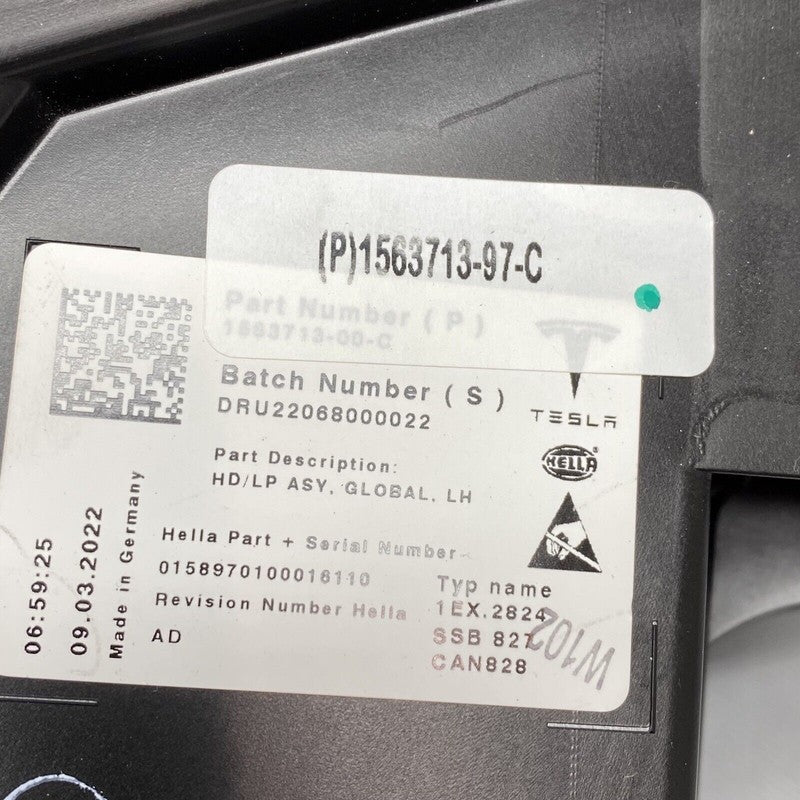 (P)1563713-97-C
Part Number (P)
1563713-00-C
Batch Number (S)
DRU22068000022
TESLA
Part Description:
HD/LP ASY, GLOBAL, LH
HELLA
Hella Part + Serial Number
0158970100016110
Revision Number Hella
AD
Typ name
1EX.2824
SSB 827
CAN828
W102
06:59:25
09.03.2022
Made in Germany